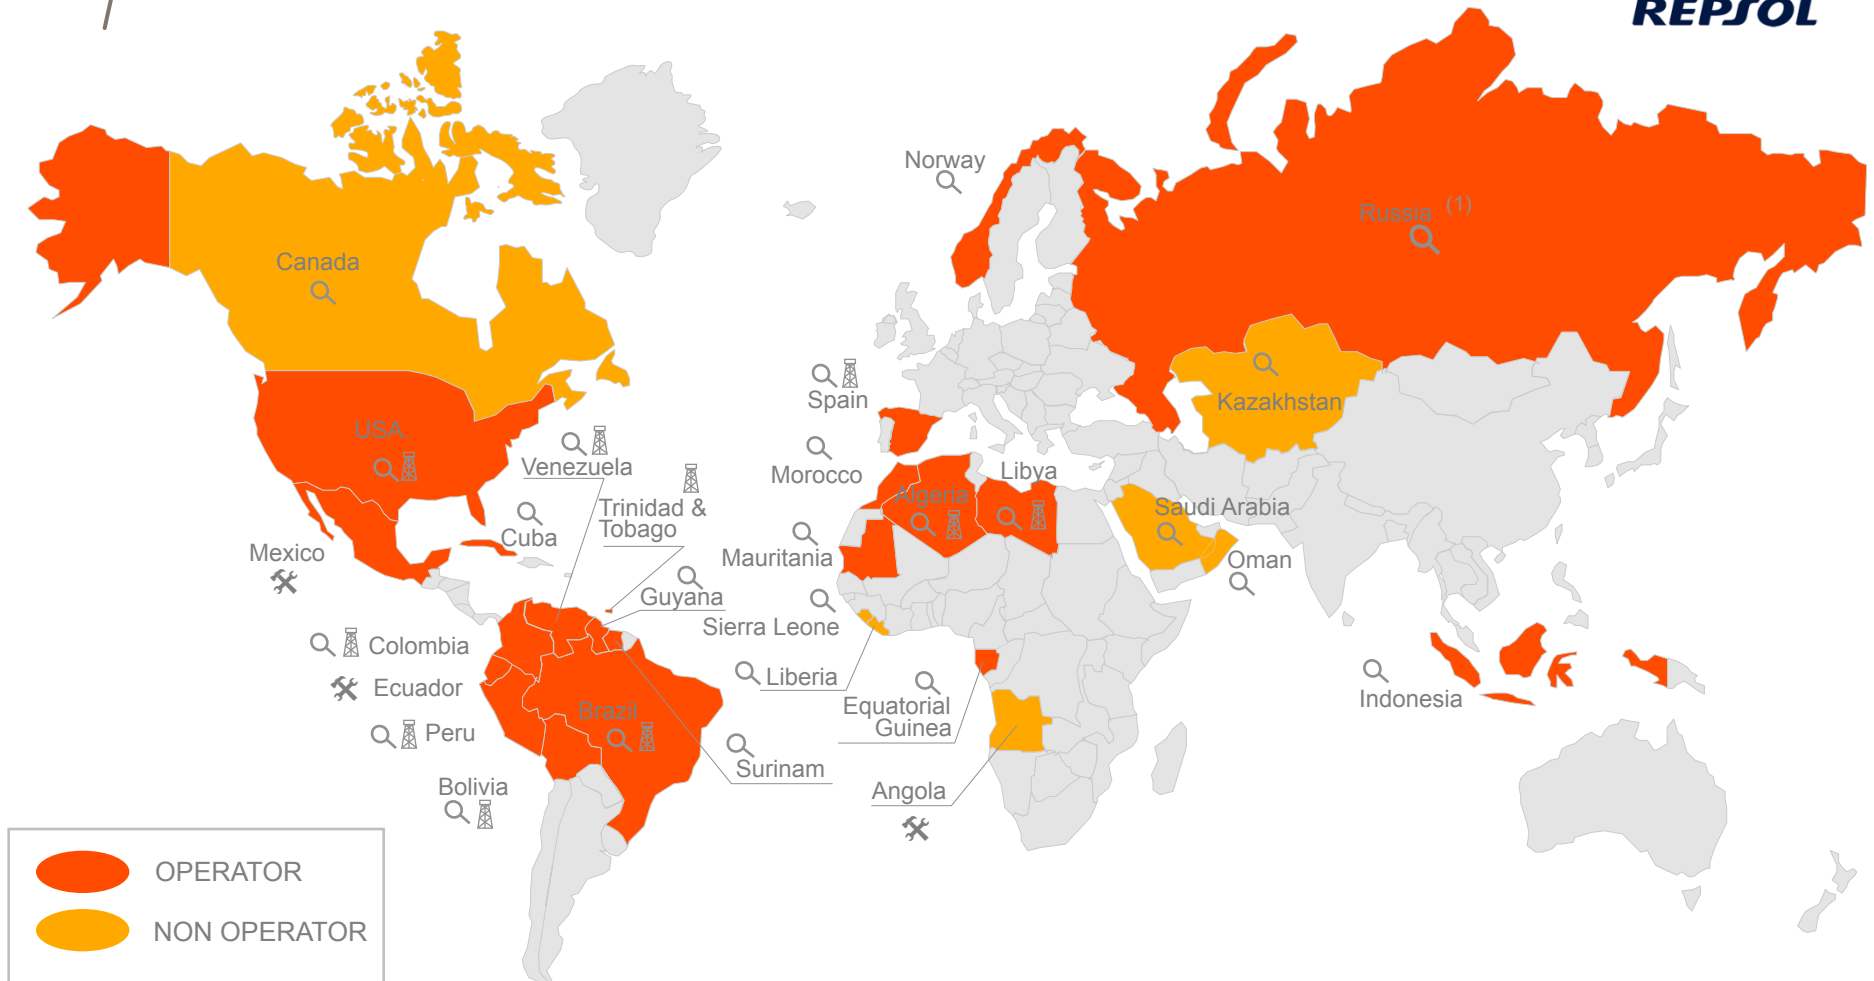 REPSOL
Norway
Russia (1)
Canada
Kazakhstan
Spain
USA
Venezuela
Morocco
Libya
Algeria
Saudi Arabia
Trinidad &
Tobago
Cuba
Mexico
Mauritania
Oman
Guyana
Sierra Leone
Colombia
Liberia
Ecuador
Indonesia
Equatorial
Guinea
Brazil
Peru
Surinam
Bolivia
Angola
OPERATOR
NON OPERATOR